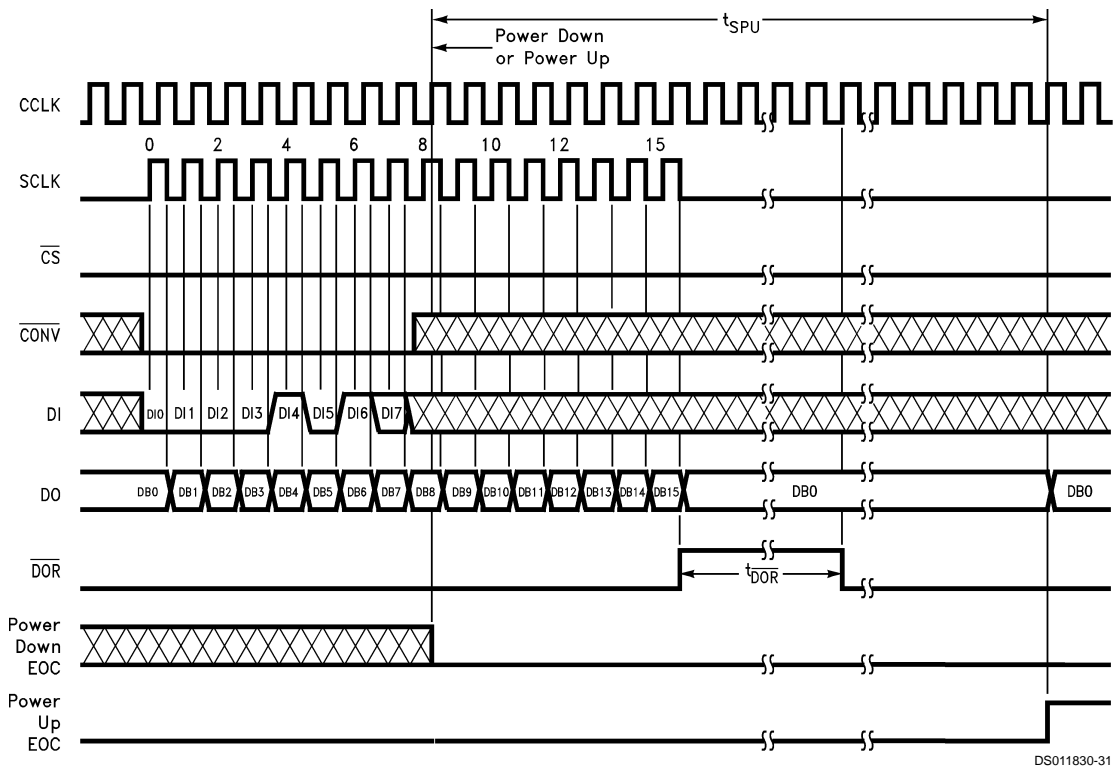 tSPU
Power Down
or Power Up
CCLK
0 2 4 6 8 10 12 15
SCLK
CS
CONV
DI
DI0 DI1 DI2 DI3 DI4 DI5 DI6 DI7
DO
DB0 DB1 DB2 DB3 DB4 DB5 DB6 DB7 DB8 DB9 DB10 DB11 DB12 DB13 DB14 DB15 DB0 DB0
DOR
tDOR
Power
Down
EOC
Power
Up
EOC
DS011830-31